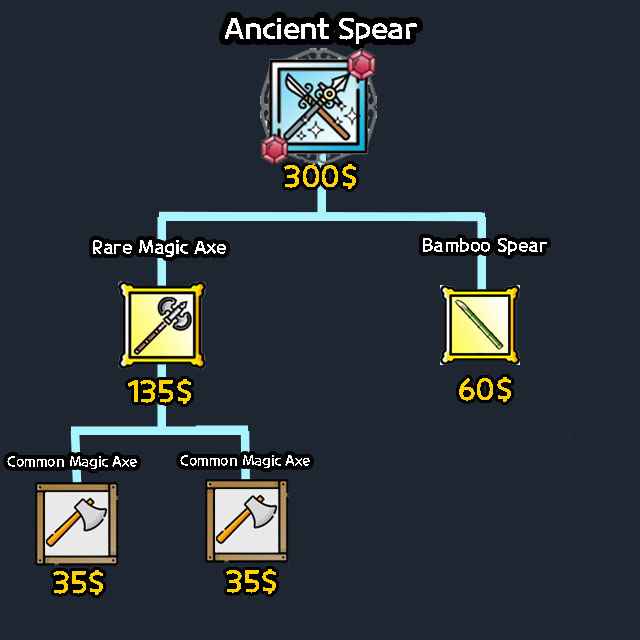 Ancient Spear
300$
Rare Magic Axe
Bamboo Spear
135$
60$
Common Magic Axe
Common Magic Axe
35$
35$